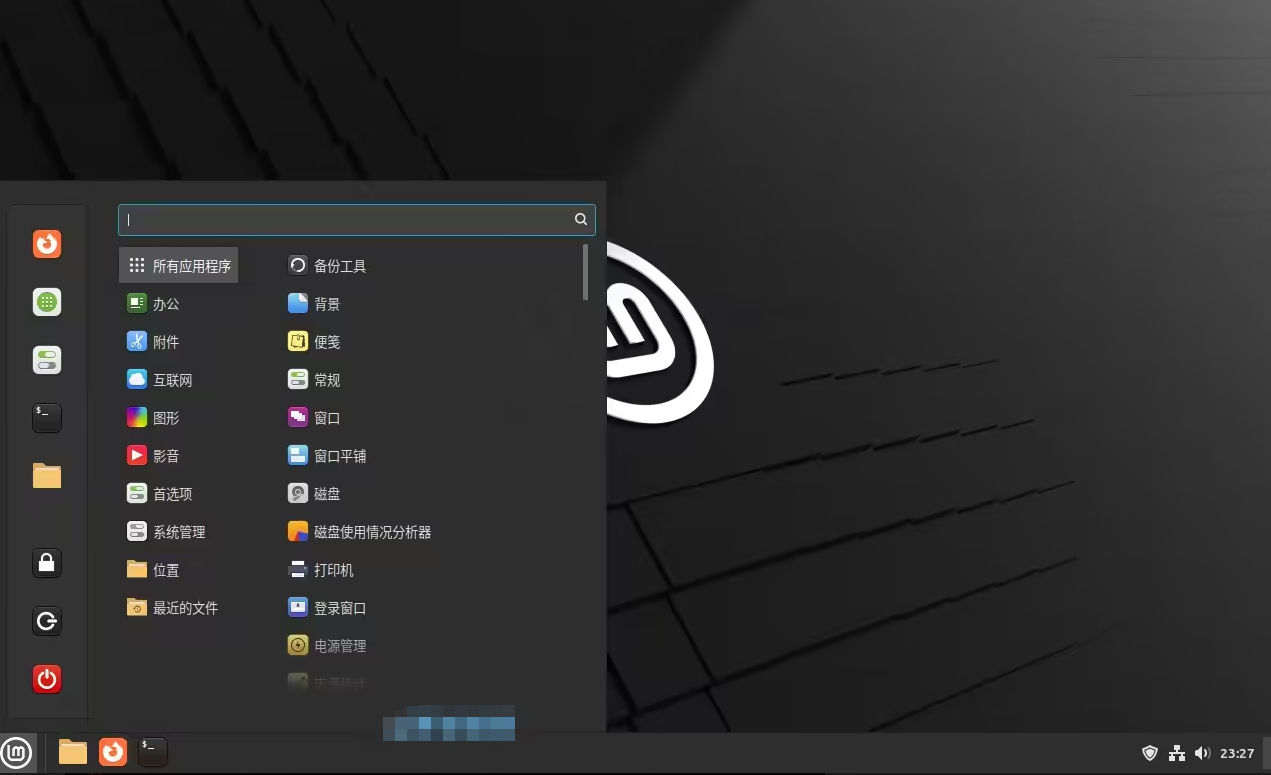 所有应用程序
办公
附件
互联网
图形
影音
首选项
系统管理
位置
最近的文件
备份工具
背景
便笺
常规
窗口
窗口平铺
磁盘
磁盘使用情况分析器
打印机
登录窗口
电源管理
$_
$_
23:27